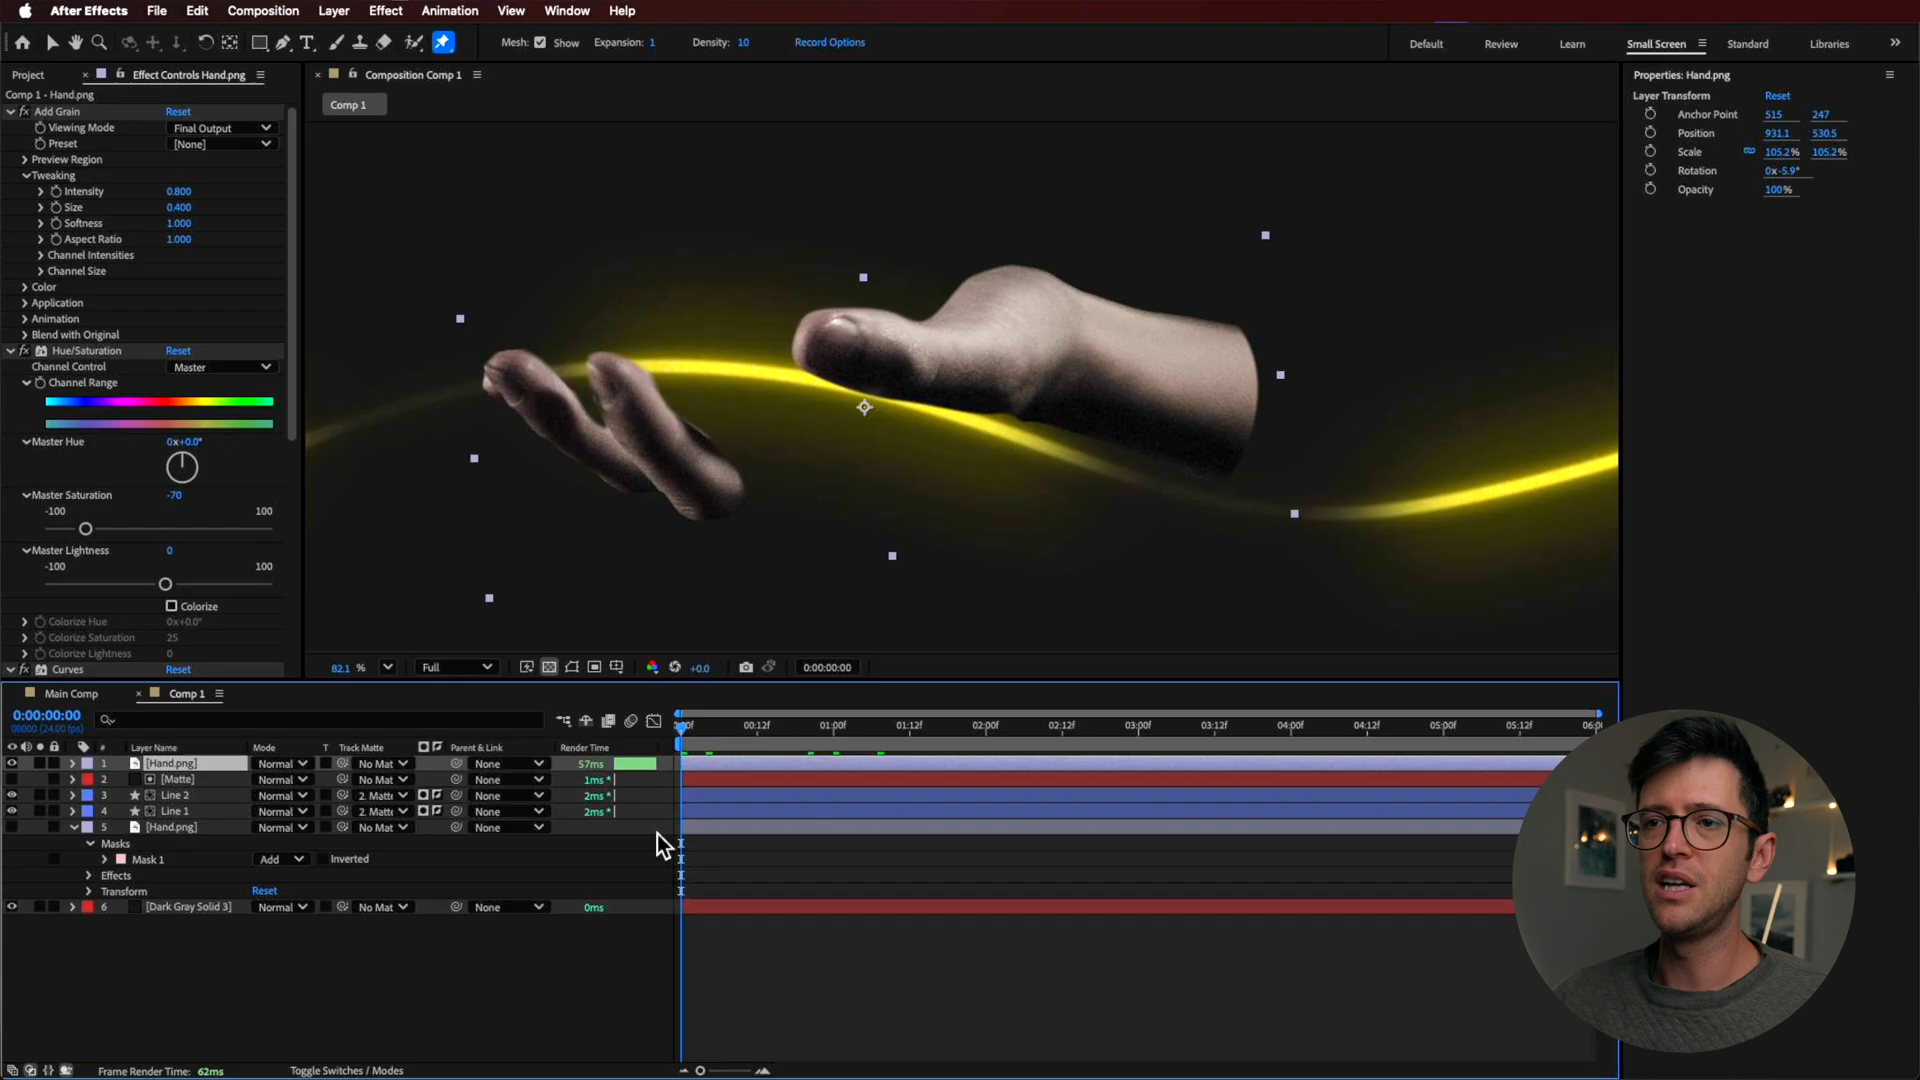 After Effects File Edit Composition Layer Effect Animation View Window Help
Mesh: Show Expansion: 1 Density: 10 Record Options
Default Review Learn Small Screen Standard Libraries
Project Effect Controls Hand.png
Composition Comp 1
Properties: Hand.png
Comp 1 • Hand.png
Comp 1
Layer Transform Reset
Add Grain Reset
Anchor Point 515 247
Viewing Mode Final Output
Position 931.1 530.5
Preset [None]
Scale 105.2% 105.2%
Preview Region
Rotation 0x-5.9°
Tweaking
Opacity 100%
Intensity 0.800
Size 0.400
Softness 1.000
Aspect Ratio 1.000
Channel Intensities
Channel Size
Color
Application
Animation
Blend with Original
Hue/Saturation Reset
Channel Control Master
Channel Range
Master Hue 0x+0.0°
Master Saturation -70
-100 100
Master Lightness 0
-100 100
Colorize
Colorize Hue 0x+0.0°
Colorize Saturation 25
Colorize Lightness 0
Curves Reset
82.1 % Full +0.0 0:00:00:00
Main Comp Comp 1
0:00:00:00
00000 (24.00 fps)
00:12f 01:00f 01:12f 02:00f 02:12f 03:00f 03:12f 04:00f 04:12f 05:00f 05:12f
# Layer Name Mode T Track Matte Parent & Link Render Time
1 [Hand.png] Normal No Mat None 57ms
2 [Matte] Normal No Mat None 1ms *
3 Line 2 Normal 2. Matt None 2ms *
4 Line 1 Normal 2. Matt None 2ms *
5 [Hand.png] Normal No Mat None
Masks
Mask 1 Add Inverted
Effects
Transform Reset
6 [Dark Gray Solid 3] Normal No Mat None 0ms
Frame Render Time: 62ms Toggle Switches / Modes